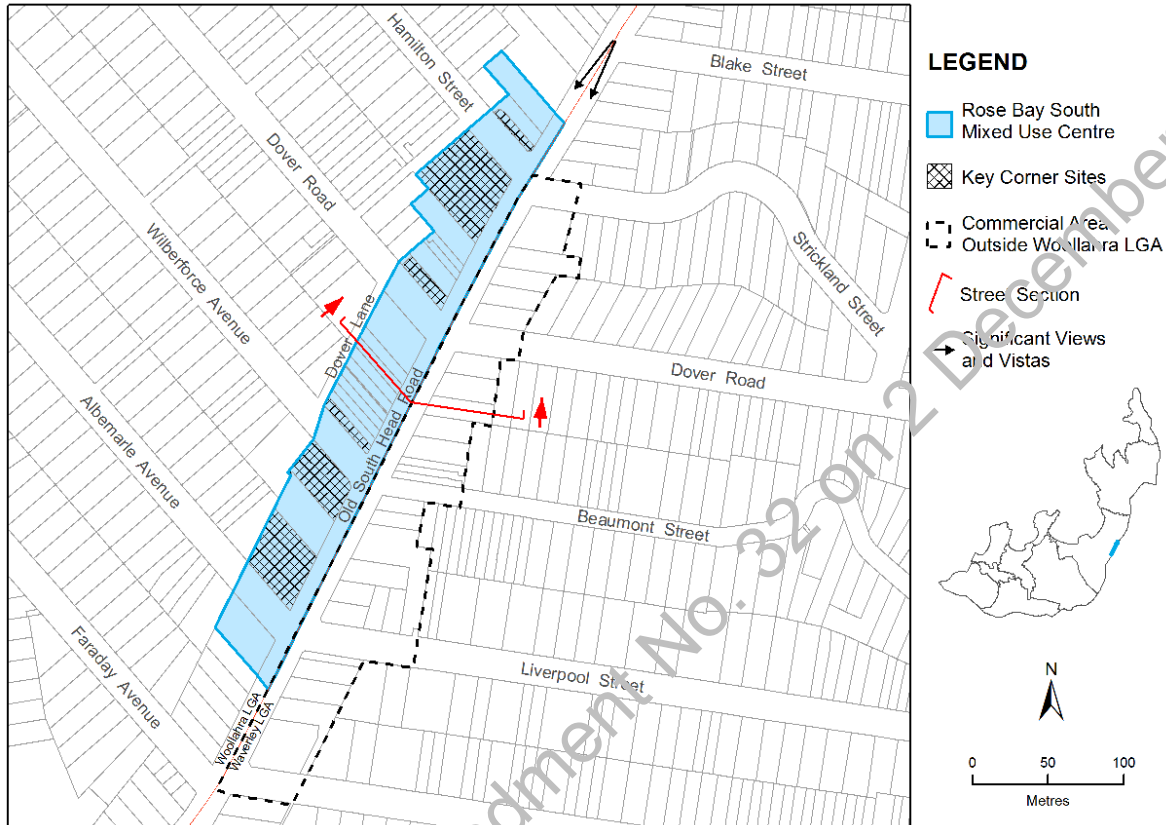 Hamilton Street
Blake Street
Dover Road
Wilberforce Avenue
Strickland Street
Dover Lane
Dover Road
Albemarle Avenue
Old South Head Road
Beaumont Street
Faraday Avenue
Liverpool Street
Woollahra LGA
Waverley LGA
LEGEND
Rose Bay South
Mixed Use Centre
Key Corner Sites
Commercial Area
Outside Woollahra LGA
Street Section
Significant Views
and Vistas
N
0 50 100
Metres
ndment No. 32 on 2 December